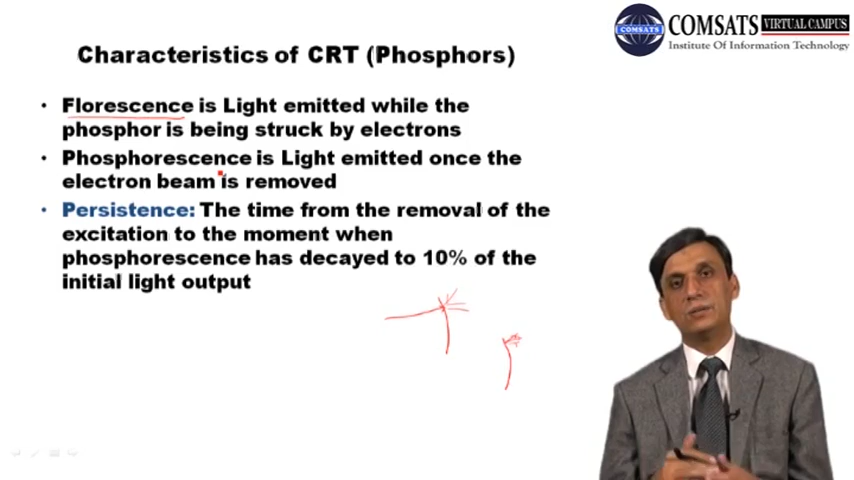 COMSATS
COMSATS VIRTUAL CAMPUS
Institute Of Information Technology
Characteristics of CRT (Phosphors)
• Florescence is Light emitted while the
phosphor is being struck by electrons
• Phosphorescence is Light emitted once the
electron beam is removed
• Persistence: The time from the removal of the
excitation to the moment when
phosphorescence has decayed to 10% of the
initial light output